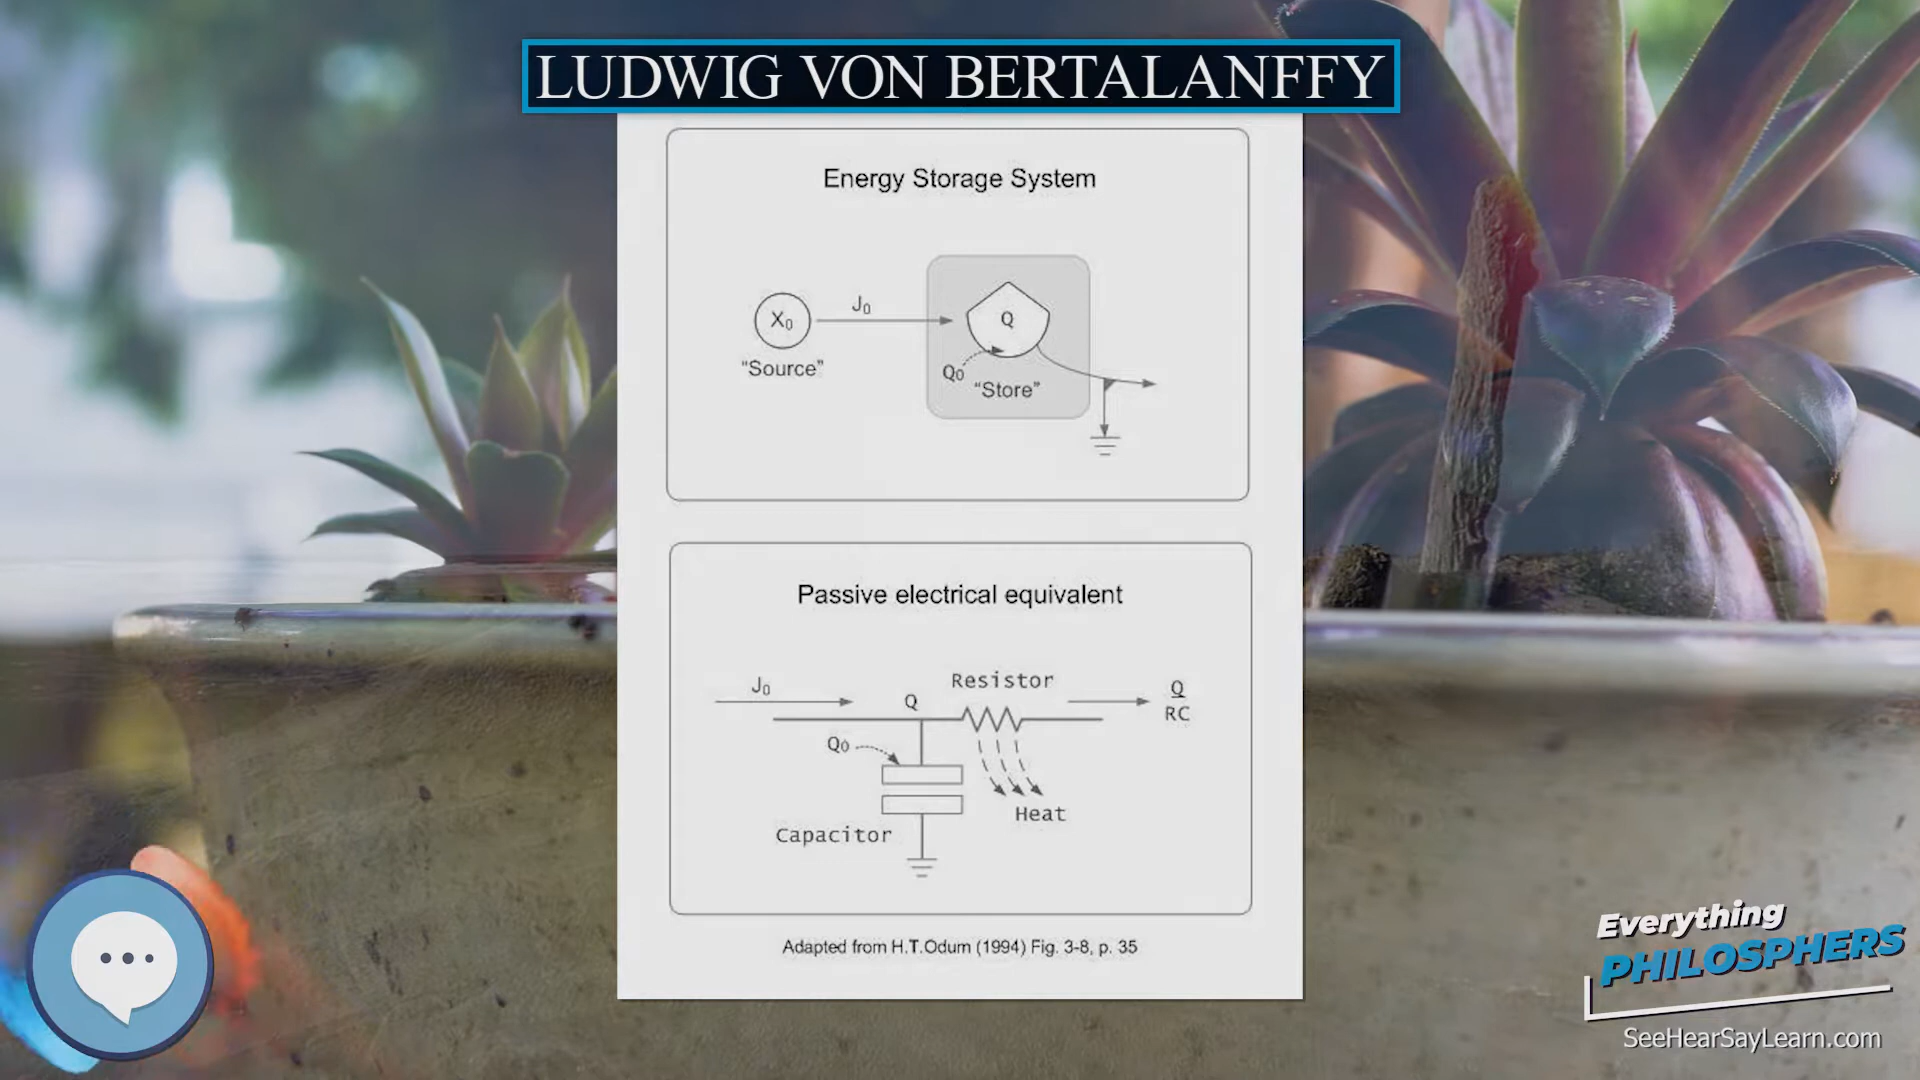 LUDWIG VON BERTALANFFY
Energy Storage System
X0
J0
Q
"Source"
Q0
"Store"
Passive electrical equivalent
J0
Q
Resistor
Q
RC
Q0
Heat
Capacitor
Adapted from H.T.Odum (1994) Fig. 3-8, p. 35
Everything
PHILOSPHERS
SeeHearSayLearn.com